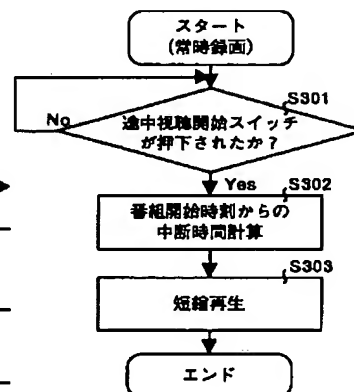 スタート
(常時録画)
S301
No
途中視聴開始スイッチ
が押下されたか？
Yes
S302
番組開始時刻からの
中断時間計算
S303
短縮再生
エンド